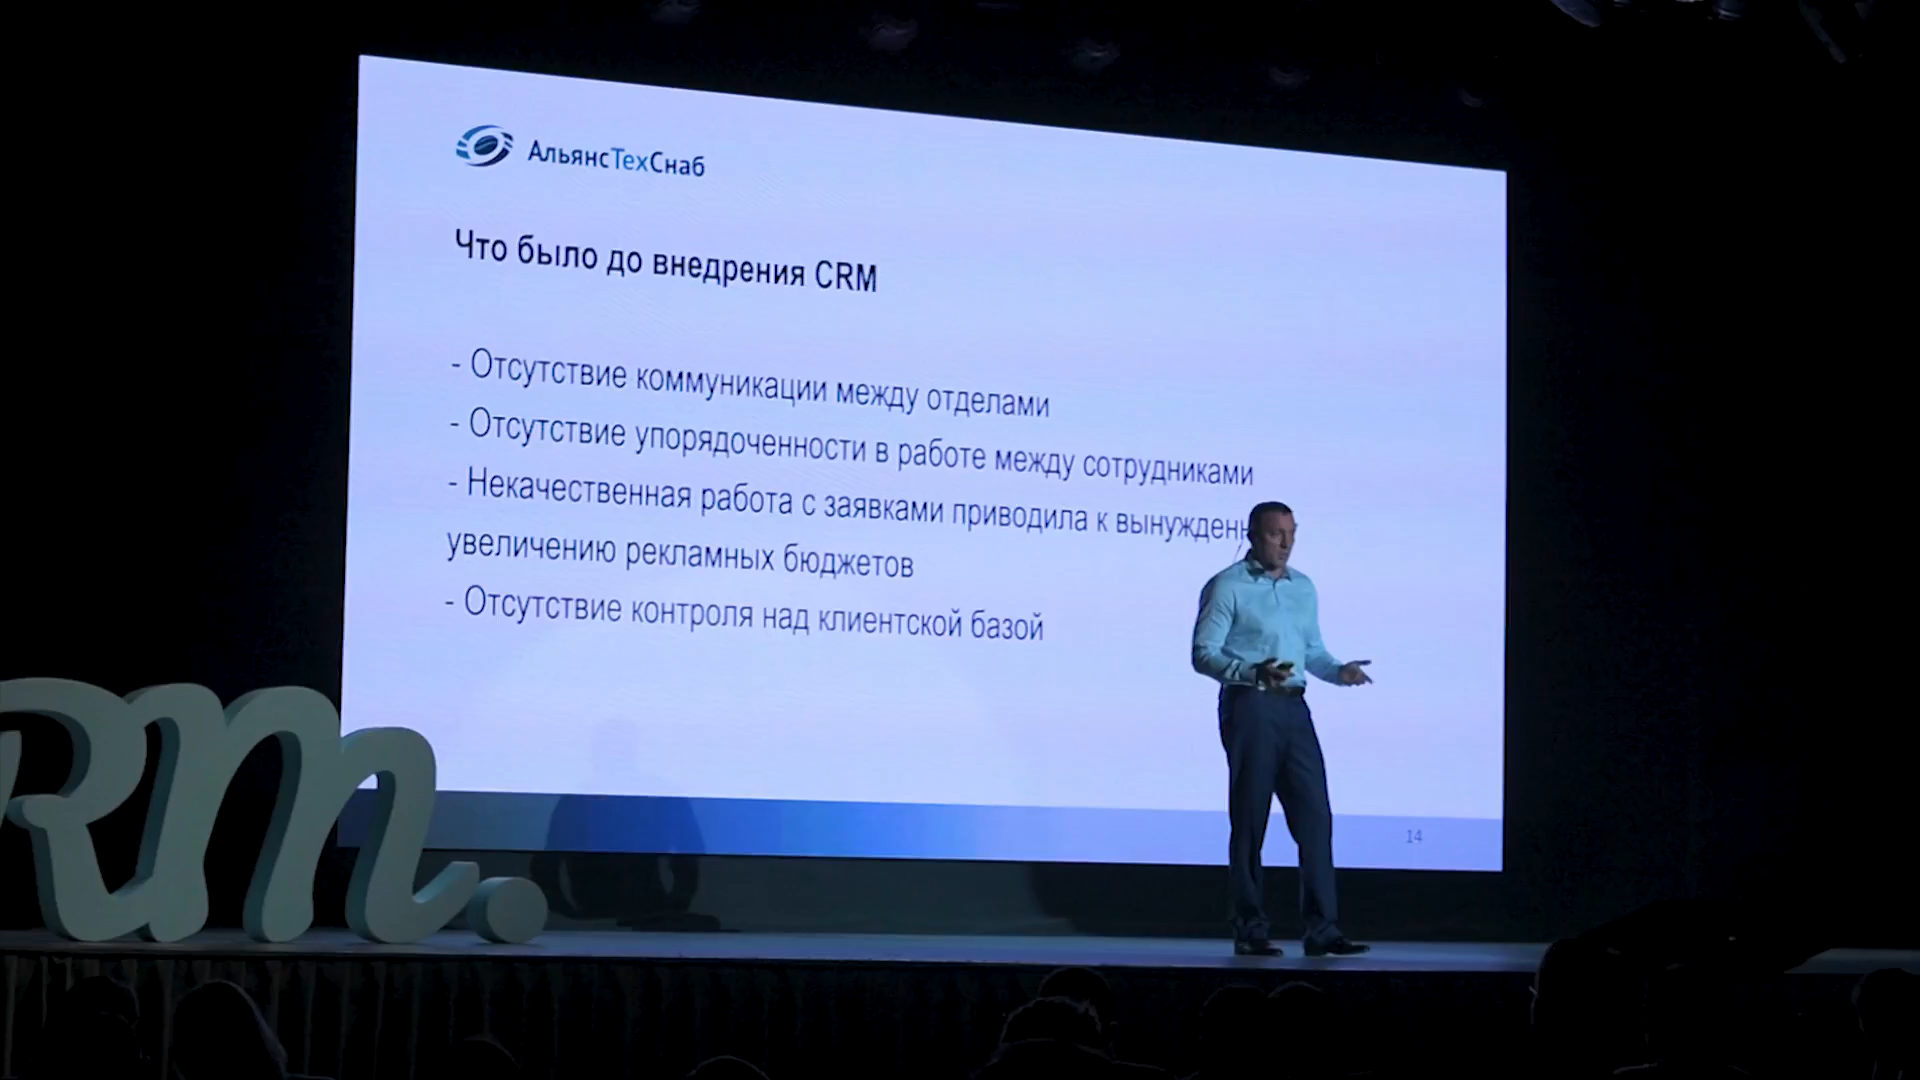 АльянсТехСнаб
Что было до внедрения CRM
- Отсутствие коммуникации между отделами
- Отсутствие упорядоченности в работе между сотрудниками
- Некачественная работа с заявками приводила к
увеличению рекламных бюджетов
- Отсутствие контроля над клиентской базой
14